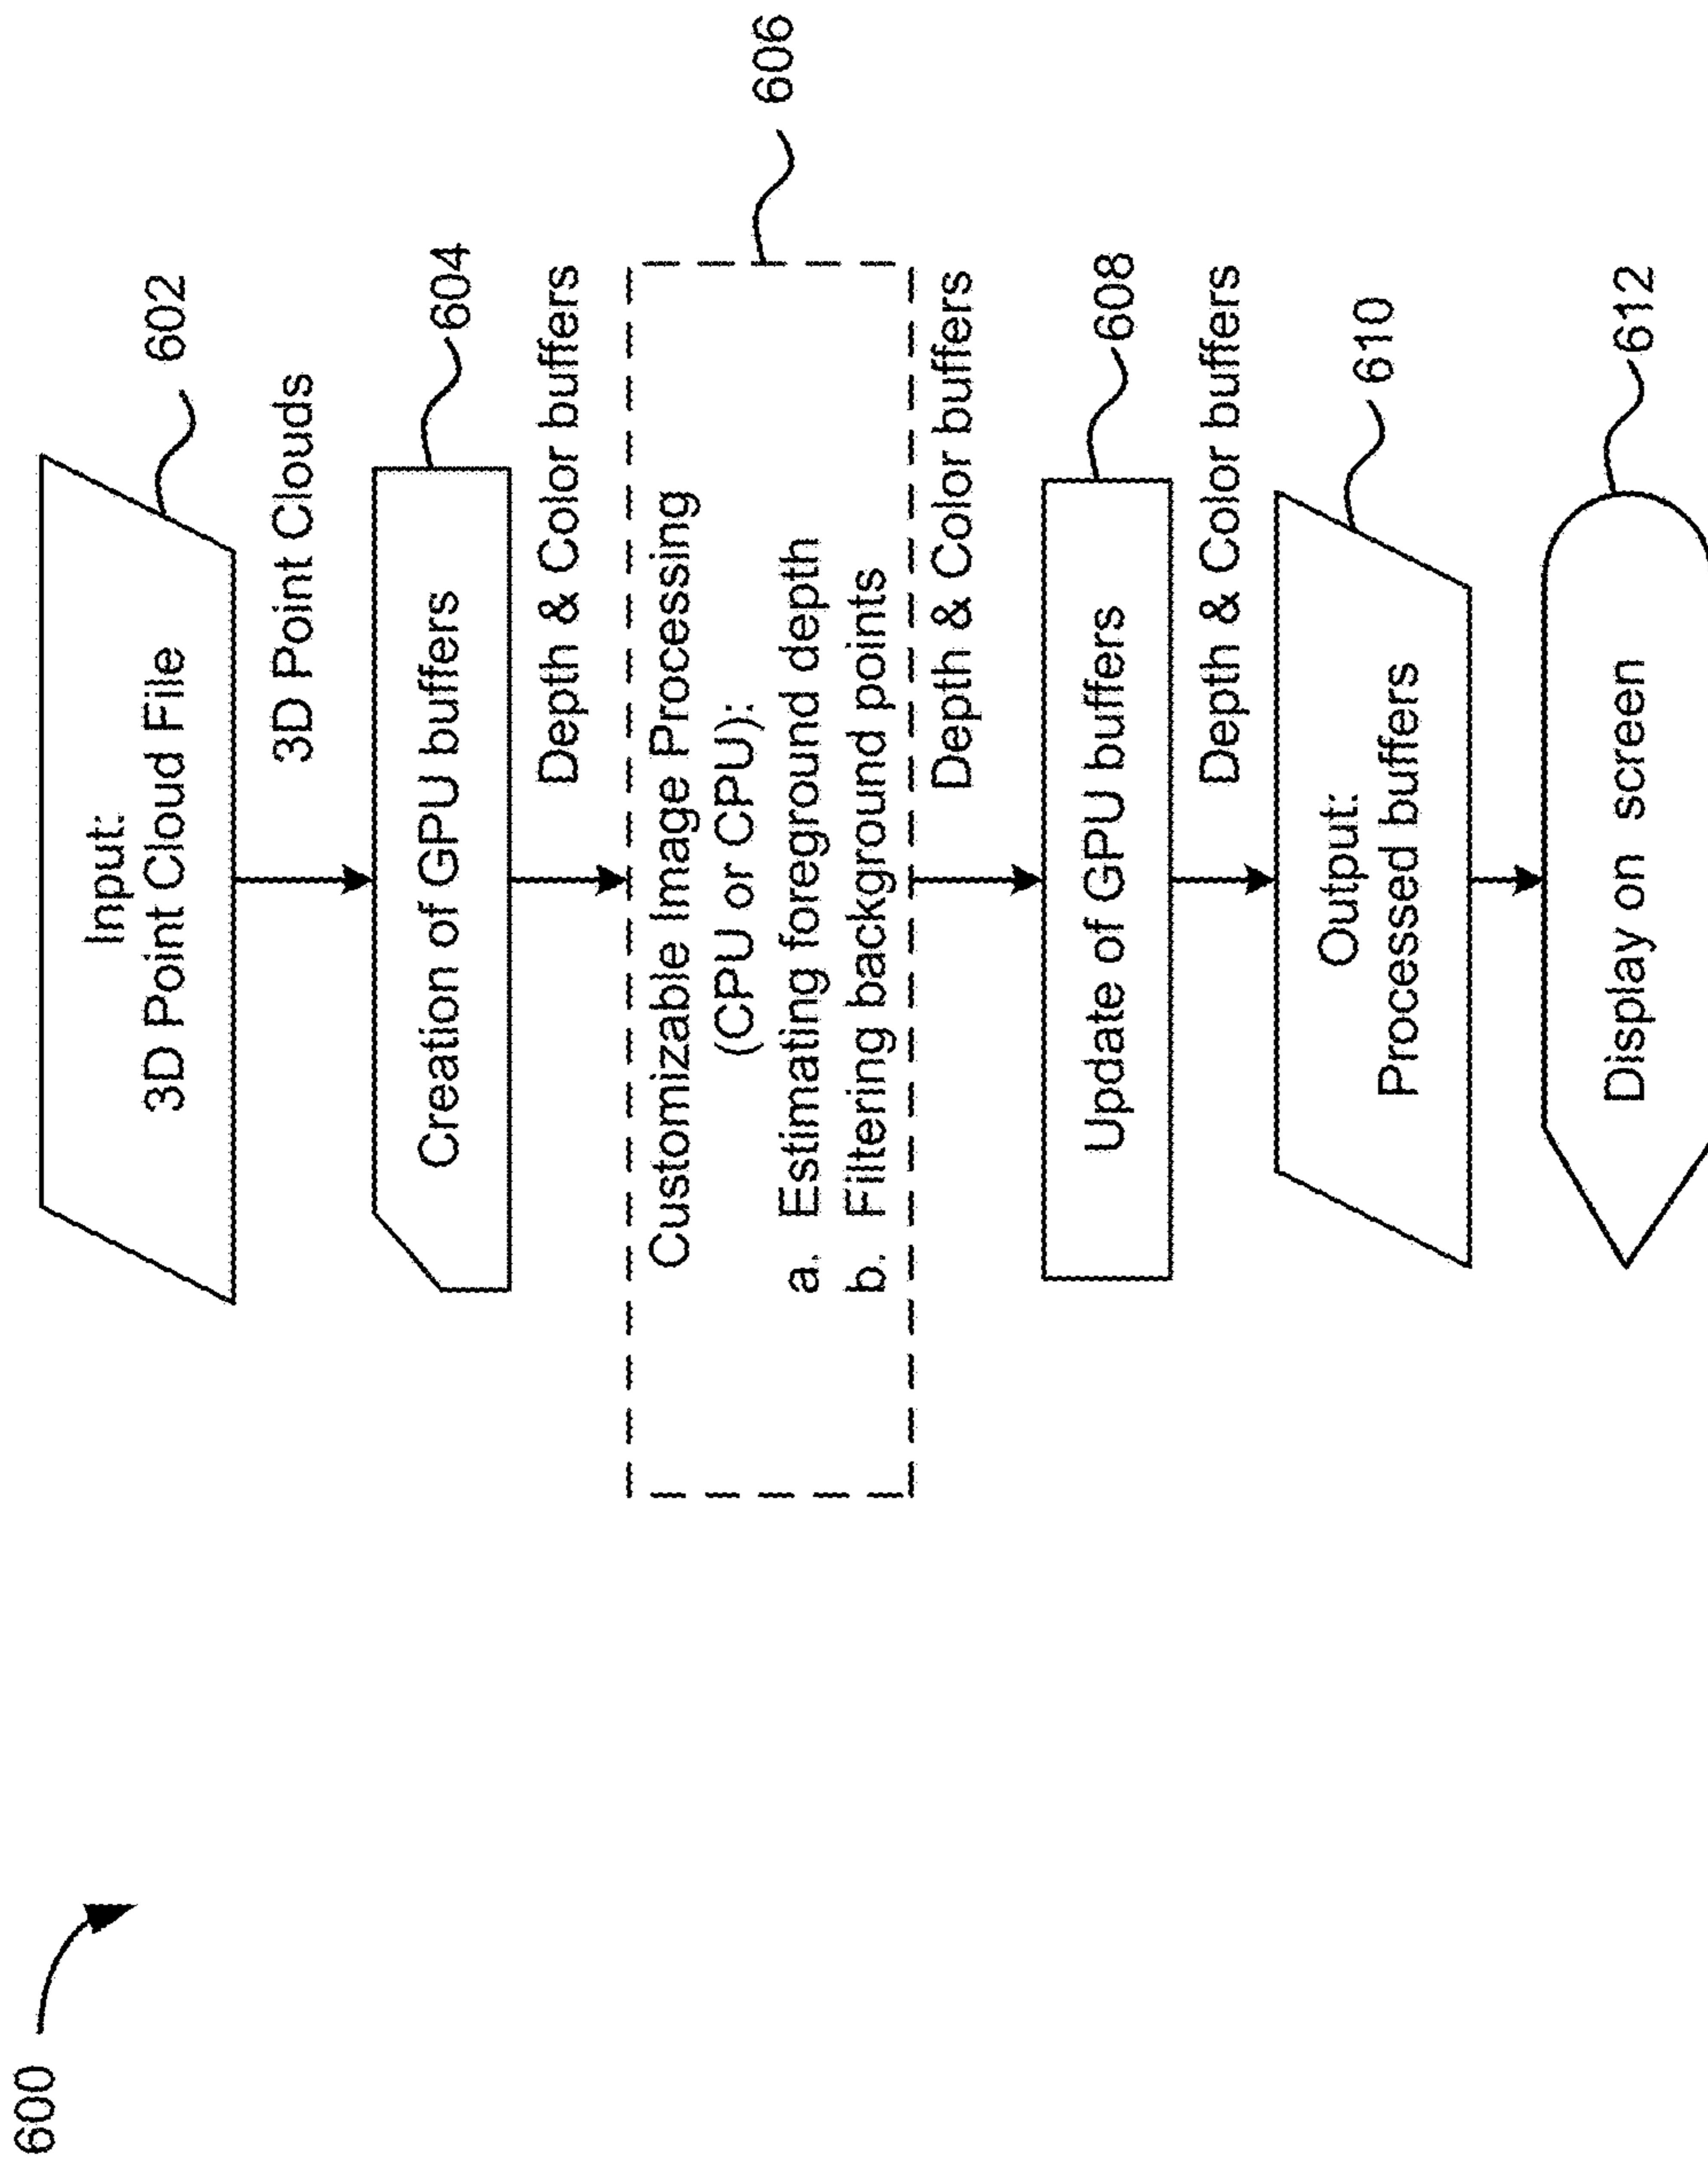 600
Input:
3D Point Cloud File
602
3D Point Clouds
Creation of GPU buffers
604
Depth & Color buffers
606
Customizable Image Processing
(CPU or CPU):
a. Estimating foreground depth
b. Filtering background points
Depth & Color buffers
Update of GPU buffers
608
Depth & Color buffers
Output:
Processed buffers
610
Display on screen
612